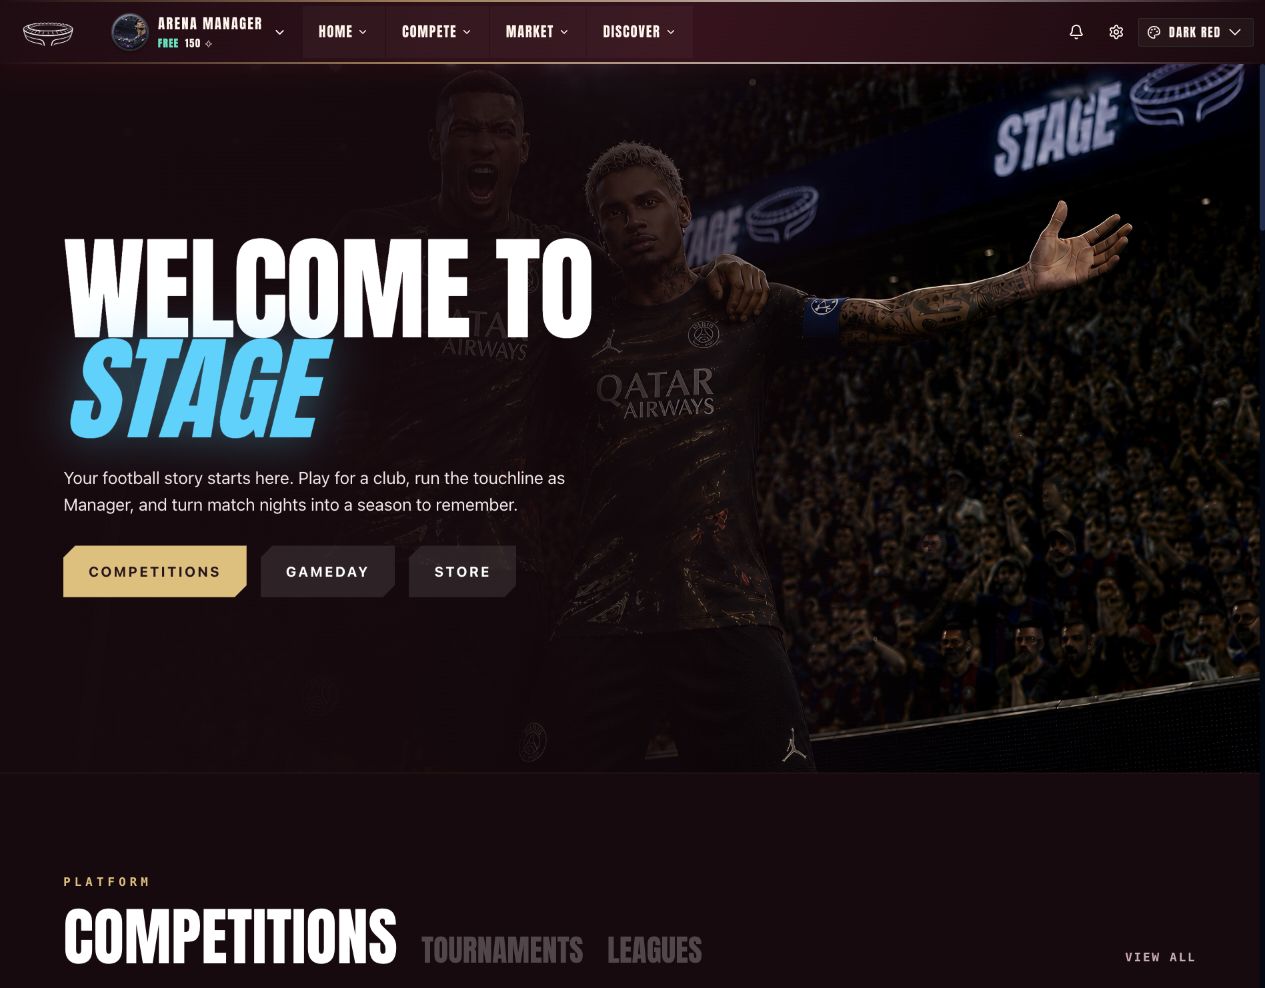 ARENA MANAGER
FREE 150
HOME
COMPETE
MARKET
DISCOVER
DARK RED
STAGE
STAGE
WELCOME TO
STAGE
QATAR
AIRWAYS
AIRWAYS
Your football story starts here. Play for a club, run the touchline as
Manager, and turn match nights into a season to remember.
COMPETITIONS
GAMEDAY
STORE
PLATFORM
COMPETITIONS
TOURNAMENTS
LEAGUES
VIEW ALL